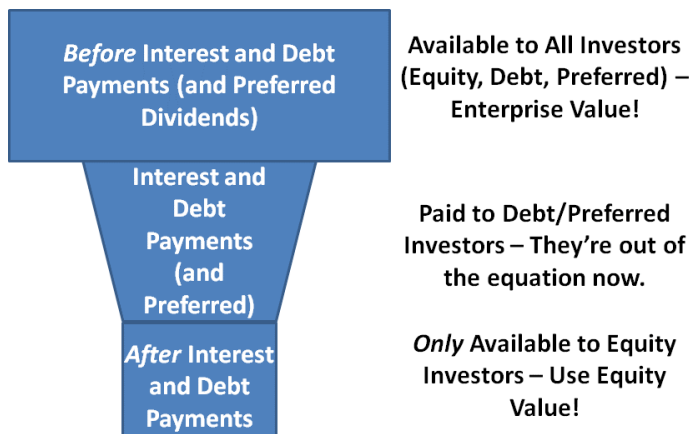 Before Interest and Debt
Payments (and Preferred
Dividends)
Available to All Investors
(Equity, Debt, Preferred) –
Enterprise Value!
Interest and
Debt
Payments
(and
Preferred)
Paid to Debt/Preferred
Investors – They’re out of
the equation now.
After Interest
and Debt
Payments
Only Available to Equity
Investors – Use Equity
Value!